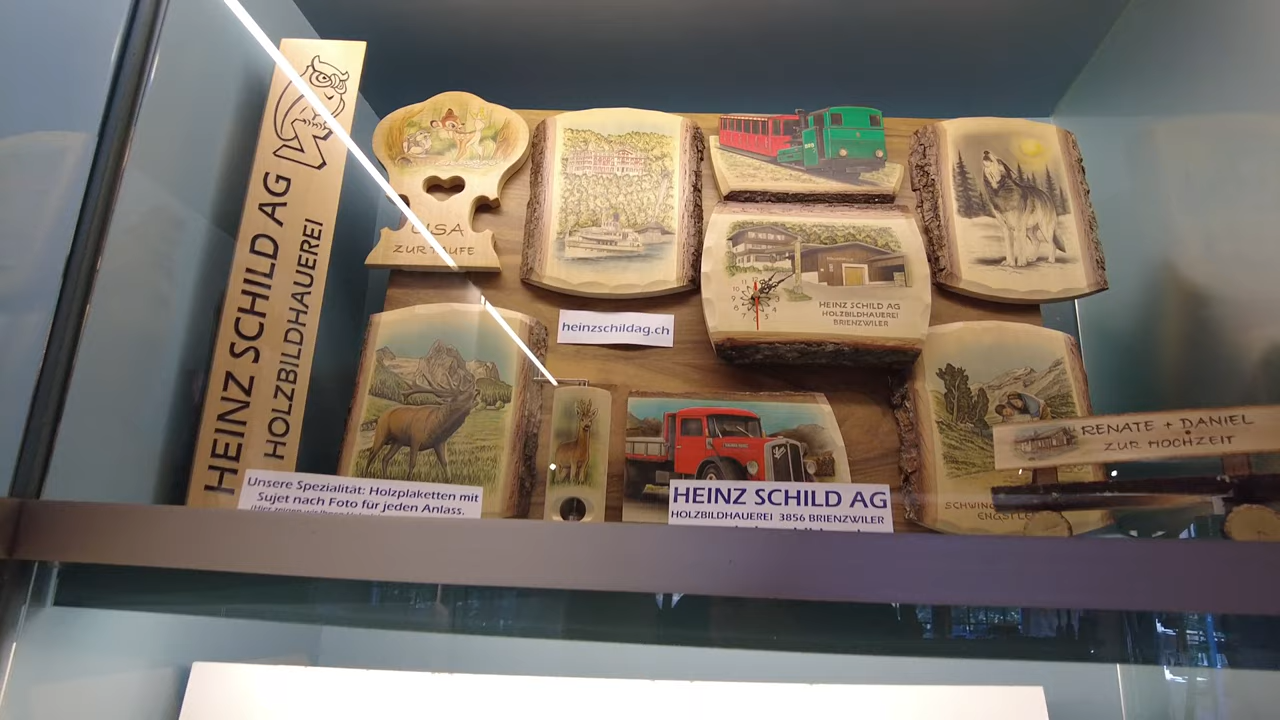 HEINZ SCHILD AG
HOLZBILDHAUEREI
ZUR TAUFE
heinzschildag.ch
HEINZ SCHILD AG
HOLZBILDHAUEREI
BRIENZWILER
Unsere Spezialität: Holzplaketten mit
Sujet nach Foto für jeden Anlass.
HEINZ SCHILD AG
HOLZBILDHAUEREI 3856 BRIENZWILER
RENATE + DANIEL
ZUR HOCHZEIT